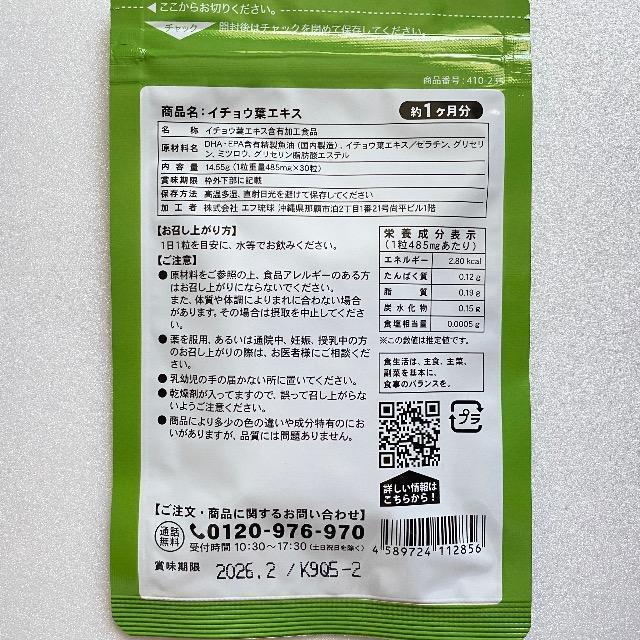 ◁ ここからお切りください。
チャック 開封後はチャックを閉めて保存してください。
商品番号:410-23
商品名:イチョウ葉エキス 約1ヶ月分
名称 イチョウ葉エキス含有加工食品
原材料名 DHA・EPA含有精製魚油(国内製造)、イチョウ葉エキス/ゼラチン、グリセリン、ミツロウ、グリセリン脂肪酸エステル
内容量 14.55g(1粒重量485mg×30粒)
賞味期限 枠外下部に記載
保存方法 高温多湿、直射日光を避けて保存してください
加工者 株式会社 エフ琉球 沖縄県那覇市泊2丁目1番21号尚平ビル1階
【お召し上がり方】
1日1粒を目安に、水等でお飲みください。
【ご注意】
●原材料をご参照の上、食品アレルギーのある方
はお召し上がりにならないでください。
また、体質や体調によりまれに合わない場合
があります。その場合は摂取を中止してくださ
い。
●薬を服用、あるいは通院中、妊娠、授乳中の方
のお召し上がりの際は、お医者様にご相談くだ
さい。
●乳幼児の手の届かない所に置いてください。
●乾燥剤が入ってますので、誤って召し上がらな
いようご注意ください。
●商品により多少の色の違いや成分特有のにお
いがありますが、品質には問題ありません。
栄養成分表示
(1粒485mgあたり)
エネルギー 2.80kcal
たんぱく質 0.12g
脂質 0.19g
炭水化物 0.15g
食塩相当量 0.0005g
※この数値は推定値です。
食生活は、主食、主菜、
副菜を基本に、
食事のバランスを。
プラ
詳しい情報は
こちらから!
【ご注文・商品に関するお問い合わせ】
通話
無料
0120-976-970
受付時間 10:30〜17:30(土日祝日を除く)
4589724112856
賞味期限 2026.2/K9Q5-2